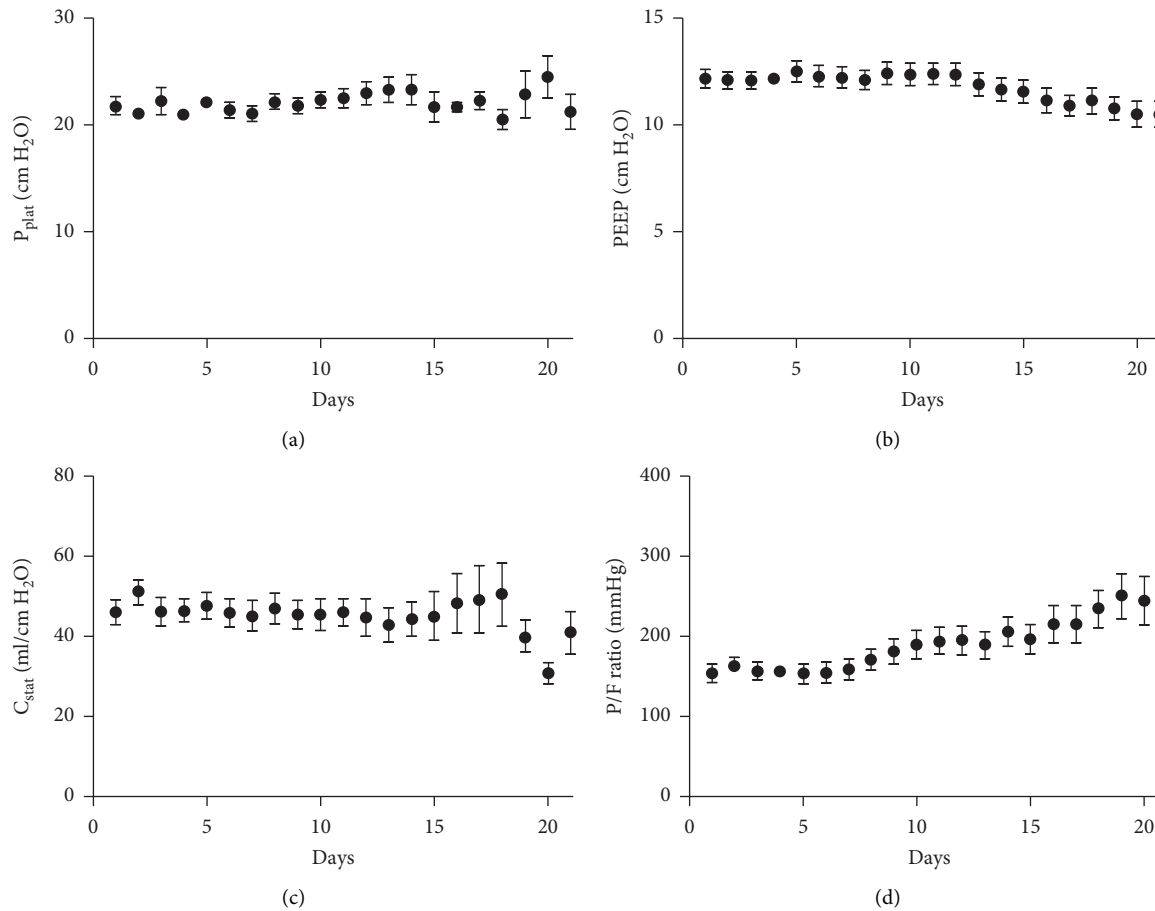 30
20
10
0
P_plat (cm H₂O)
0 5 10 15 20
Days
(a)
15
10
5
0
PEEP (cm H₂O)
0 5 10 15 20
Days
(b)
80
60
40
20
0
C_stat (ml/cm H₂O)
0 5 10 15 20
Days
(c)
400
300
200
100
0
P/F ratio (mmHg)
0 5 10 15 20
Days
(d)